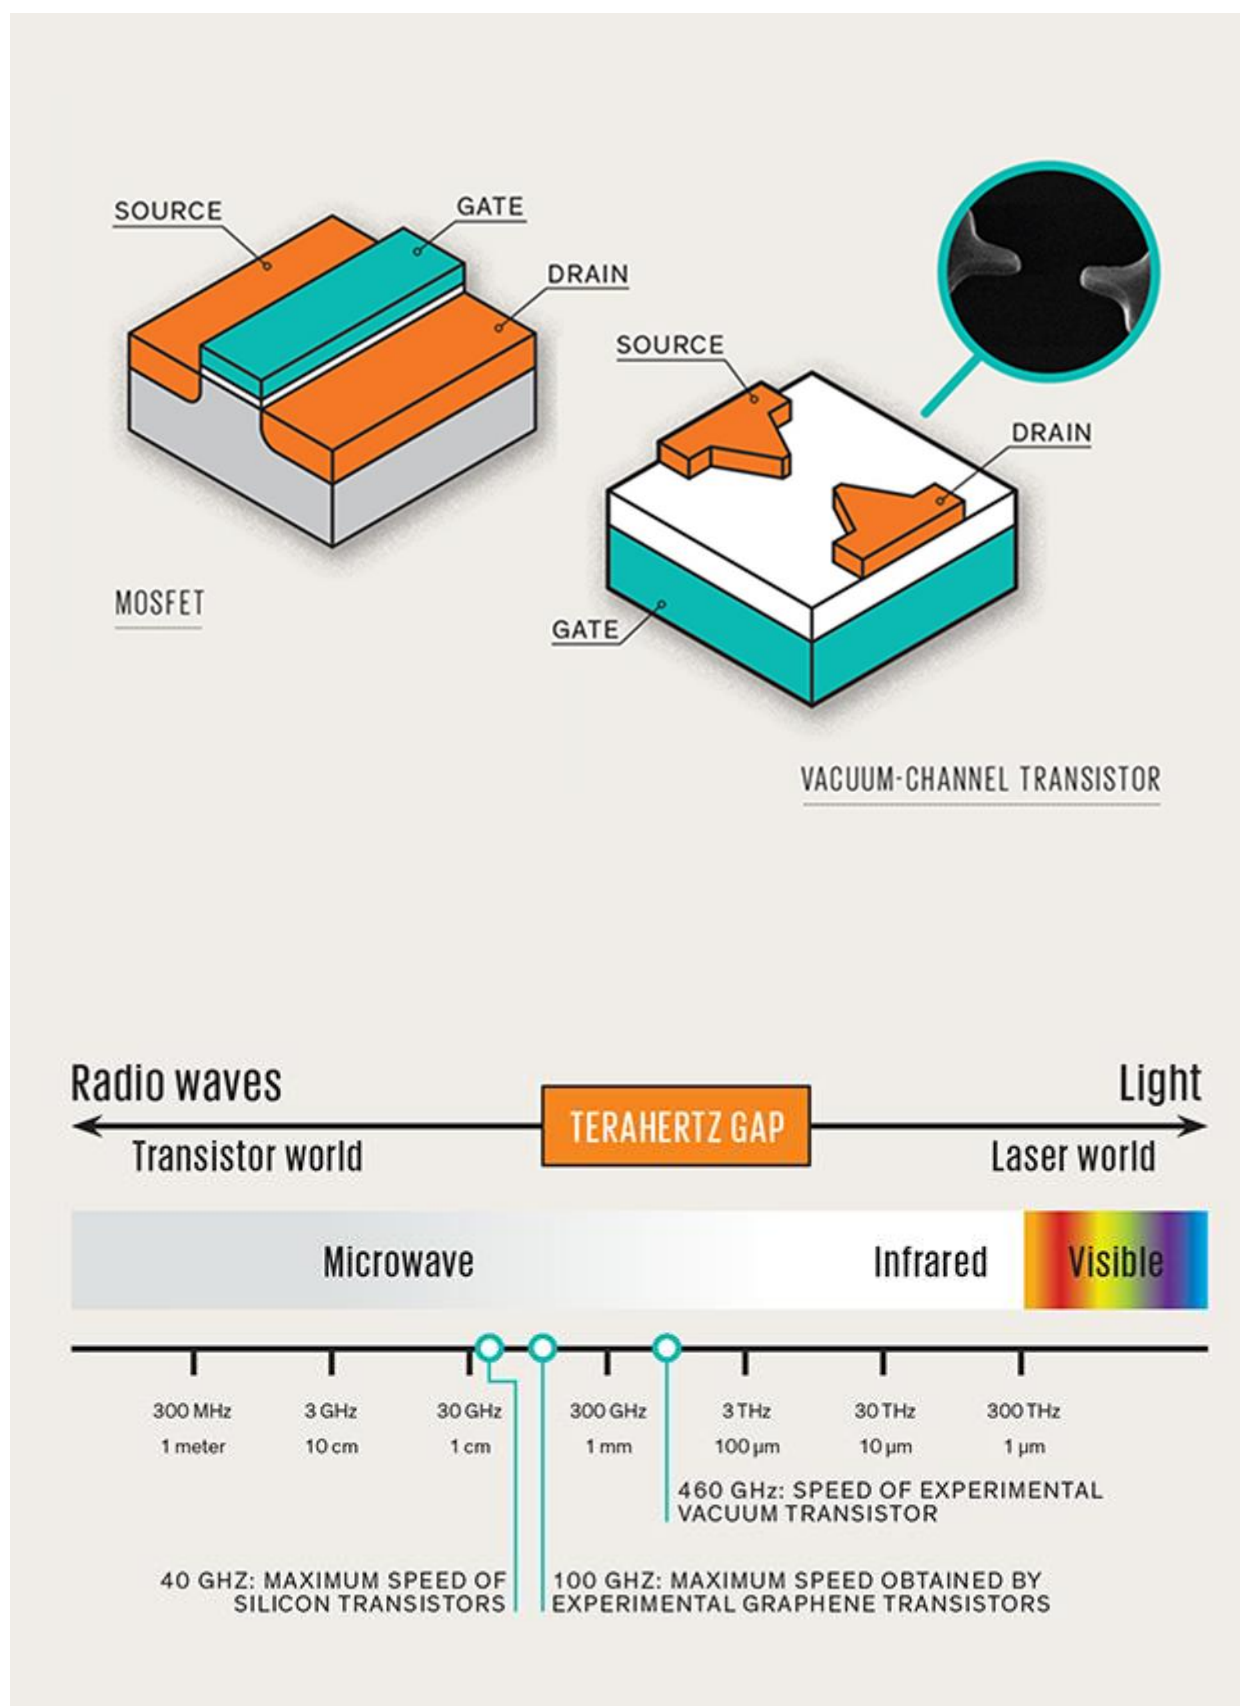 SOURCE
GATE
DRAIN
MOSFET
SOURCE
DRAIN
GATE
VACUUM-CHANNEL TRANSISTOR
Radio waves
Light
TERAHERTZ GAP
Transistor world
Laser world
Microwave
Infrared
Visible
300 MHz
3 GHz
30 GHz
300 GHz
3 THz
30 THz
300 THz
1 meter
10 cm
1 cm
1 mm
100 µm
10 µm
1 µm
460 GHz: SPEED OF EXPERIMENTAL
VACUUM TRANSISTOR
40 GHZ: MAXIMUM SPEED OF
SILICON TRANSISTORS
100 GHZ: MAXIMUM SPEED OBTAINED BY
EXPERIMENTAL GRAPHENE TRANSISTORS